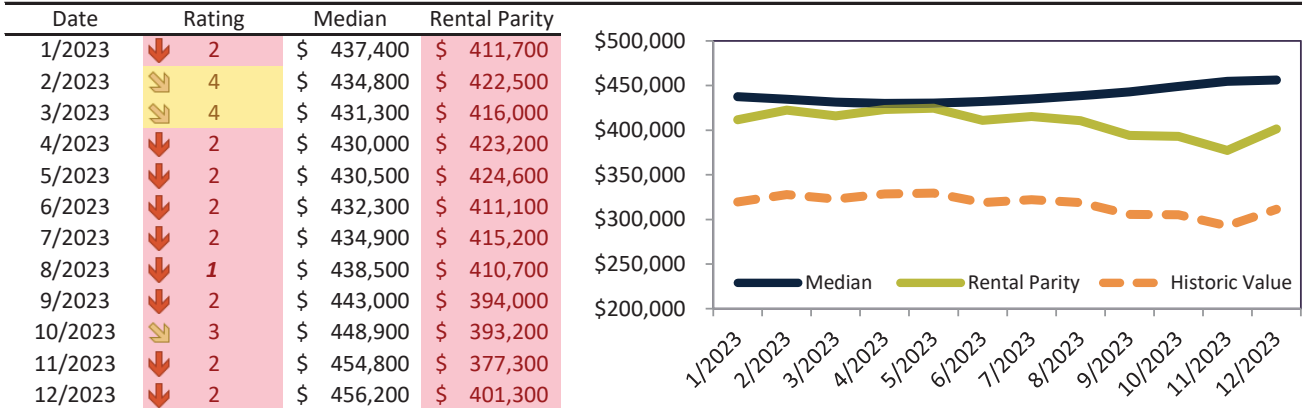 Date Rating Median Rental Parity
1/2023 2 $ 437,400 $ 411,700
2/2023 4 $ 434,800 $ 422,500
3/2023 4 $ 431,300 $ 416,000
4/2023 2 $ 430,000 $ 423,200
5/2023 2 $ 430,500 $ 424,600
6/2023 2 $ 432,300 $ 411,100
7/2023 2 $ 434,900 $ 415,200
8/2023 1 $ 438,500 $ 410,700
9/2023 2 $ 443,000 $ 394,000
10/2023 3 $ 448,900 $ 393,200
11/2023 2 $ 454,800 $ 377,300
12/2023 2 $ 456,200 $ 401,300
$500,000
$450,000
$400,000
$350,000
$300,000
$250,000
$200,000
Median Rental Parity Historic Value
1/2023 2/2023 3/2023 4/2023 5/2023 6/2023 7/2023 8/2023 9/2023 10/2023 11/2023 12/2023